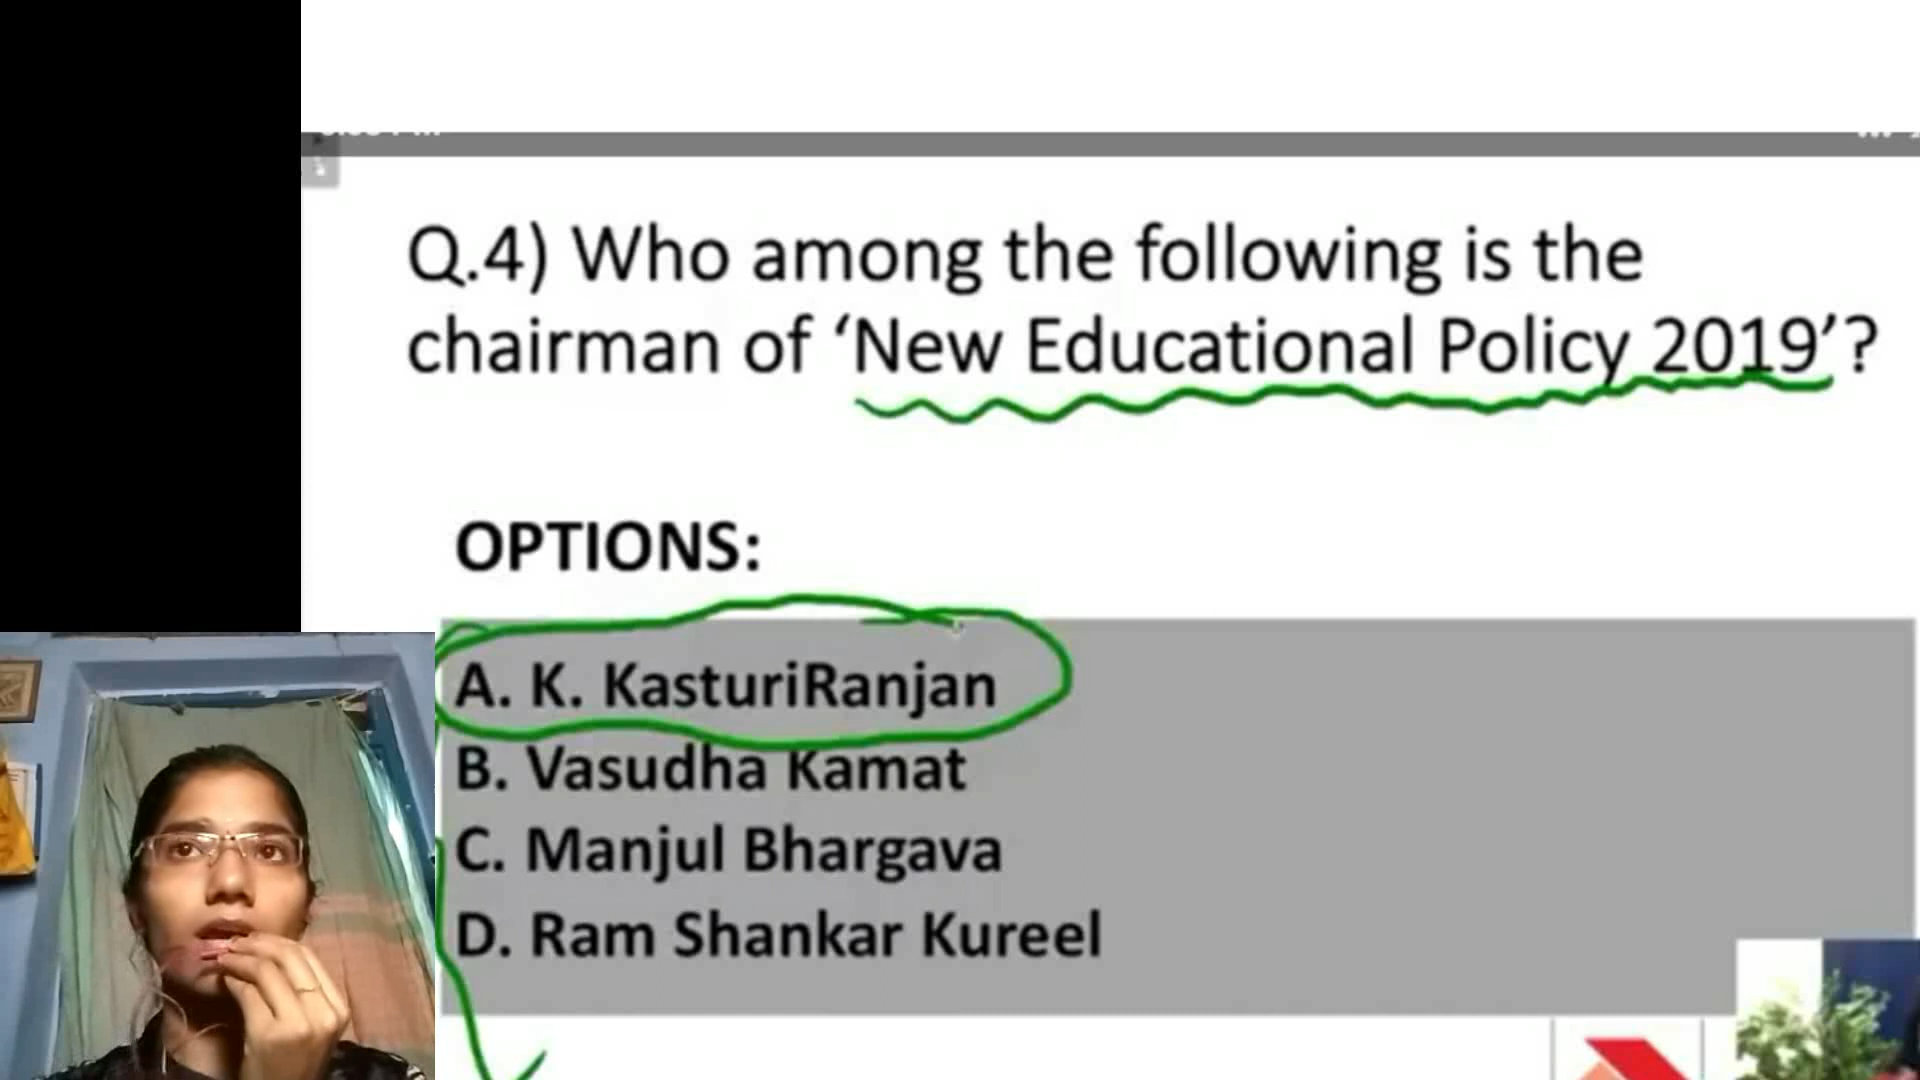 Q.4) Who among the following is the
chairman of ‘New Educational Policy 2019’?
OPTIONS:
A. K. KasturiRanjan
B. Vasudha Kamat
C. Manjul Bhargava
D. Ram Shankar Kureel